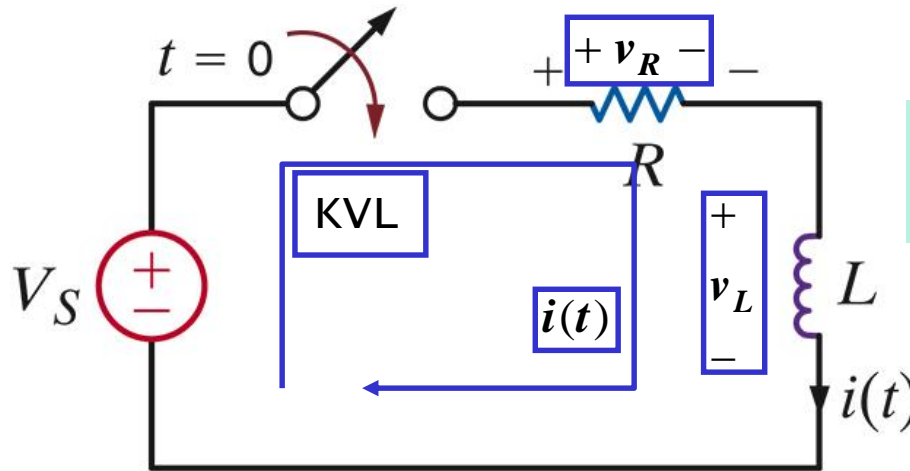 t = 0
+ v_R −
+ −
R
KVL
+
v_L
−
i(t)
+
−
V_S
L
i(t)